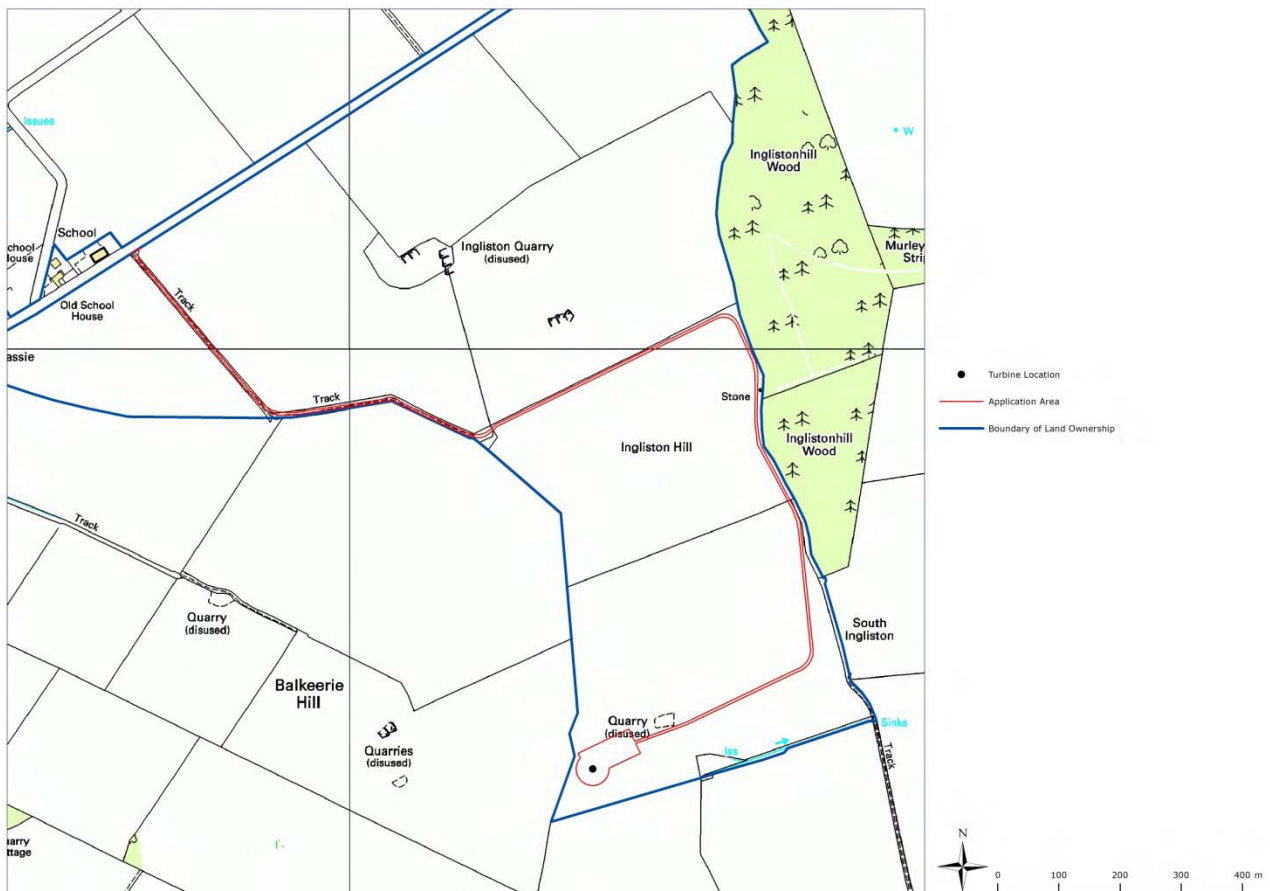 Issues
W
Inglistonhill
Wood
School
chool
House
Ingliston Quarry
(disused)
Murley
Strip
Track
Old School
House
assie
Track
Stone
Turbine Location
Application Area
Boundary of Land Ownership
Ingliston Hill
Inglistonhill
Wood
Track
Quarry
(disused)
South
Ingliston
Balkeerie
Hill
Quarry
(disused)
Sinks
Quarries
(disused)
Iss
Track
uarry
ttage
N
0 100 200 300 400 m